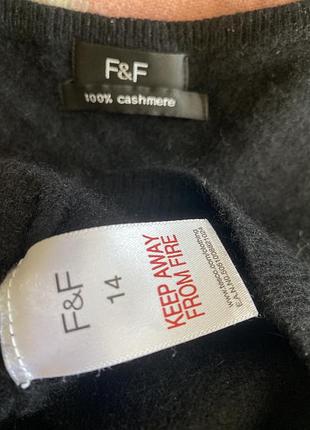 F&F
100% cashmere
F&F
14
KEEP AWAY
FROM FIRE